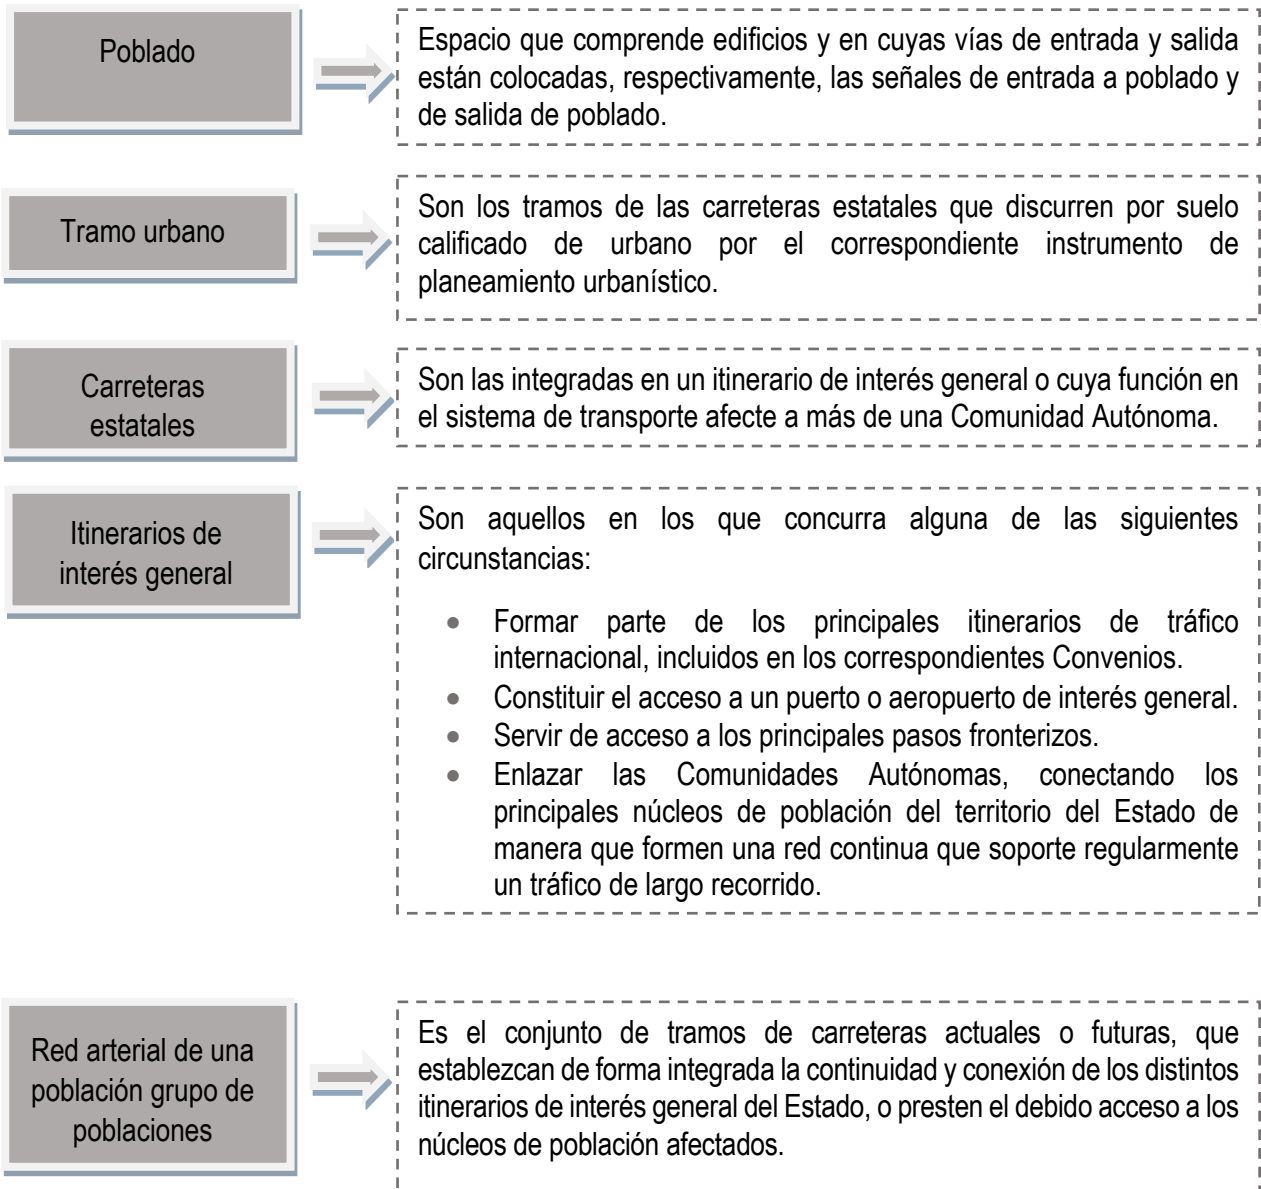 Poblado
Espacio que comprende edificios y en cuyas vías de entrada y salida
están colocadas, respectivamente, las señales de entrada a poblado y
de salida de poblado.
Tramo urbano
Son los tramos de las carreteras estatales que discurren por suelo
calificado de urbano por el correspondiente instrumento de
planeamiento urbanístico.
Carreteras
estatales
Son las integradas en un itinerario de interés general o cuya función en
el sistema de transporte afecte a más de una Comunidad Autónoma.
Itinerarios de
interés general
Son aquellos en los que concurra alguna de las siguientes
circunstancias:
• Formar parte de los principales itinerarios de tráfico
internacional, incluidos en los correspondientes Convenios.
• Constituir el acceso a un puerto o aeropuerto de interés general.
• Servir de acceso a los principales pasos fronterizos.
• Enlazar las Comunidades Autónomas, conectando los
principales núcleos de población del territorio del Estado de
manera que formen una red continua que soporte regularmente
un tráfico de largo recorrido.
Red arterial de una
población grupo de
poblaciones
Es el conjunto de tramos de carreteras actuales o futuras, que
establezcan de forma integrada la continuidad y conexión de los distintos
itinerarios de interés general del Estado, o presten el debido acceso a los
núcleos de población afectados.